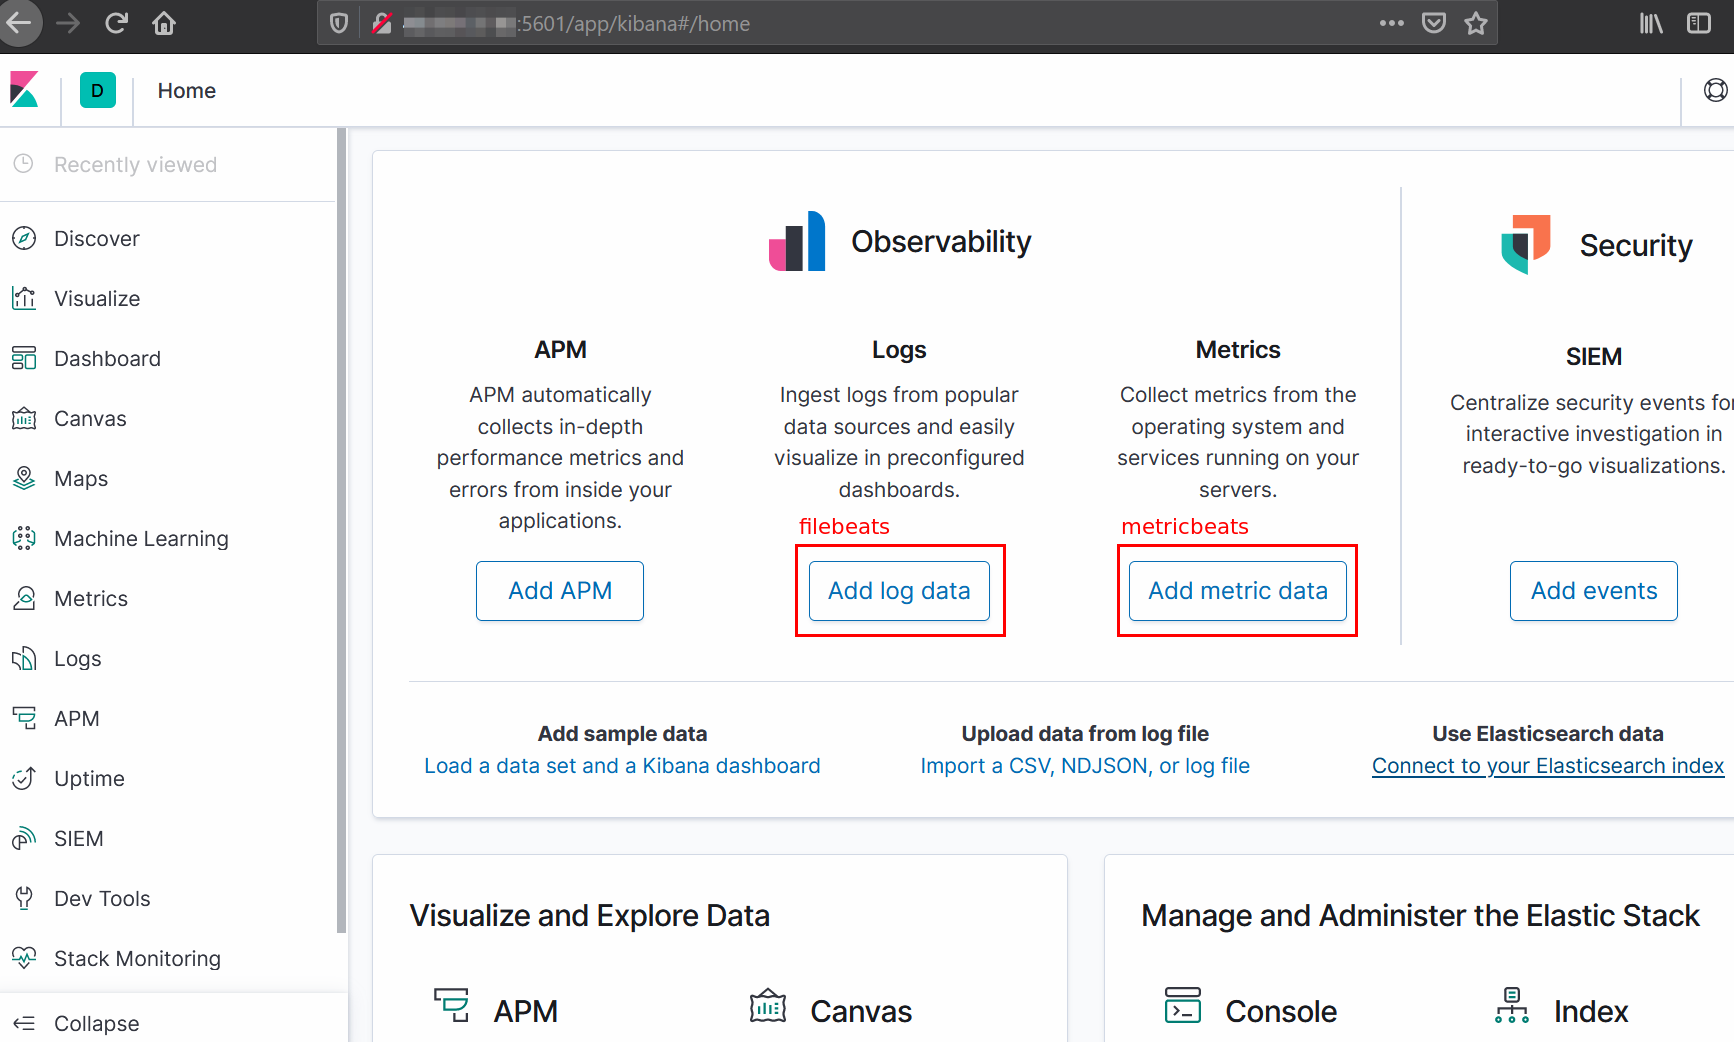 :5601/app/kibana#/home
D
Home
Recently viewed
Discover
Visualize
Dashboard
Canvas
Maps
Machine Learning
Metrics
Logs
APM
Uptime
SIEM
Dev Tools
Stack Monitoring
Collapse
Observability
APM
APM automatically
collects in-depth
performance metrics and
errors from inside your
applications.
Add APM
Logs
Ingest logs from popular
data sources and easily
visualize in preconfigured
dashboards.
filebeats
Add log data
Metrics
Collect metrics from the
operating system and
services running on your
servers.
metricbeats
Add metric data
Security
SIEM
Centralize security events for
interactive investigation in
ready-to-go visualizations.
Add events
Add sample data
Load a data set and a Kibana dashboard
Upload data from log file
Import a CSV, NDJSON, or log file
Use Elasticsearch data
Connect to your Elasticsearch index
Visualize and Explore Data
APM
Canvas
Manage and Administer the Elastic Stack
Console
Index